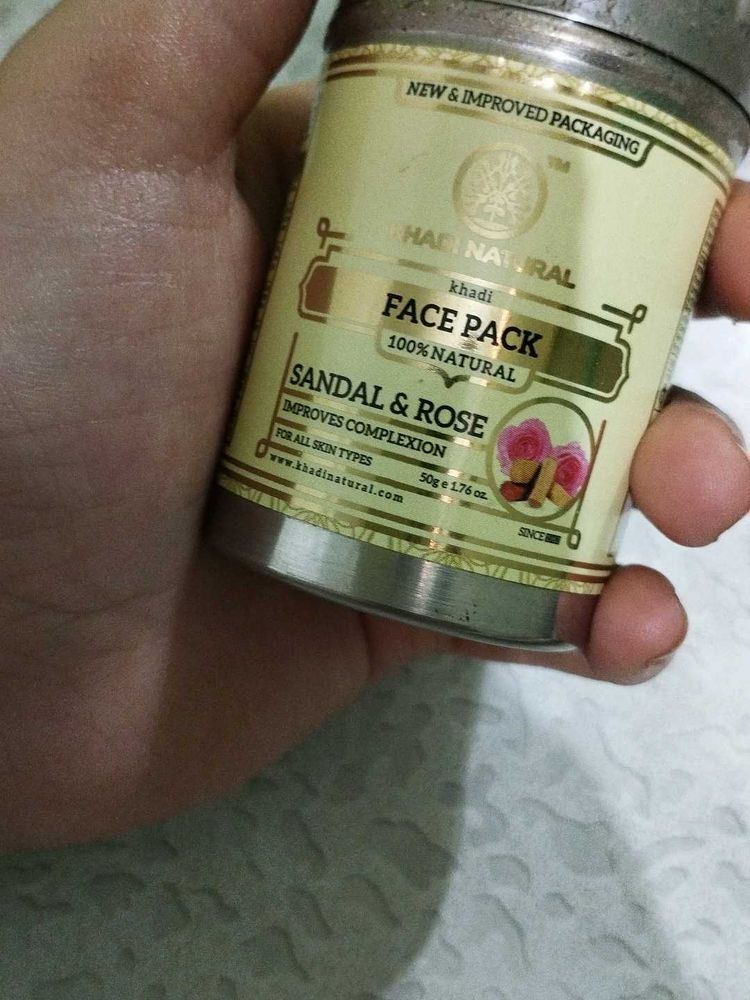 NEW & IMPROVED PACKAGING
TM
KHADI NATURAL
khadi
FACE PACK
100% NATURAL
SANDAL & ROSE
IMPROVES COMPLEXION
FOR ALL SKIN TYPES
50g e 1.76 oz.
www.khadinatural.com
SINCE